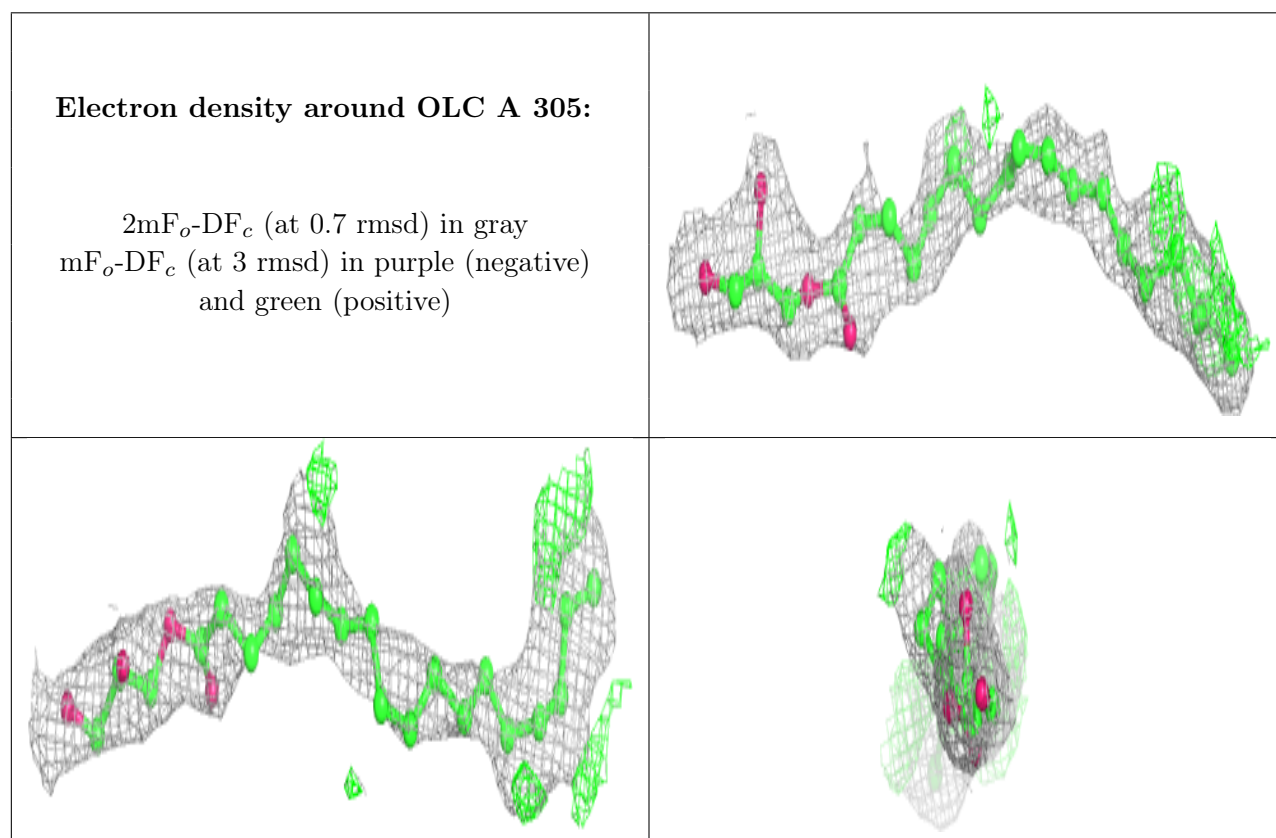 Electron density around OLC A 305:
2mFo-DFc (at 0.7 rmsd) in gray
mFo-DFc (at 3 rmsd) in purple (negative)
and green (positive)